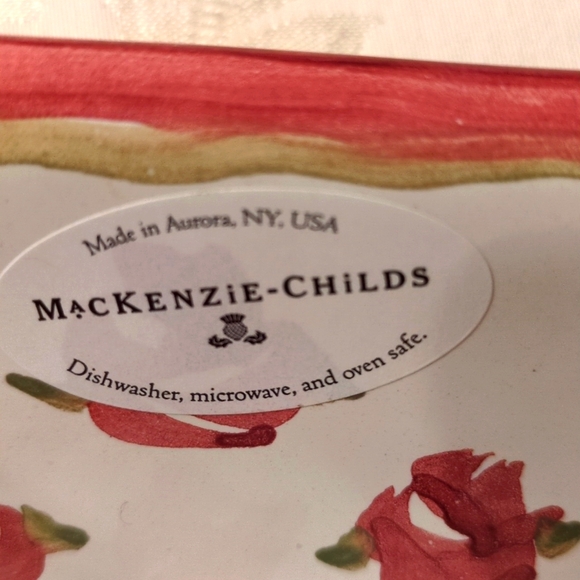 Made in Aurora, NY, USA
MacKENZiE-CHiLDS
Dishwasher, microwave, and oven safe.